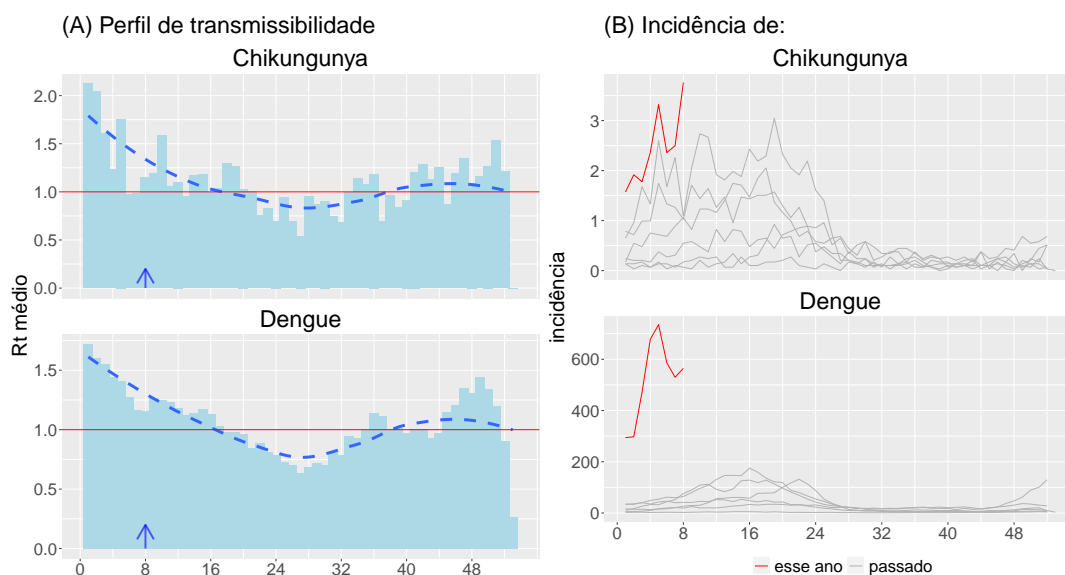 (A) Perfil de transmissibilidade
Chikungunya
2.0
1.5
1.0
0.5
0.0
Dengue
1.5
1.0
0.5
0.0
0 8 16 24 32 40 48
Rt médio
(B) Incidência de:
Chikungunya
3
2
1
0
Dengue
600
400
200
0
0 8 16 24 32 40 48
incidência
esse ano passado